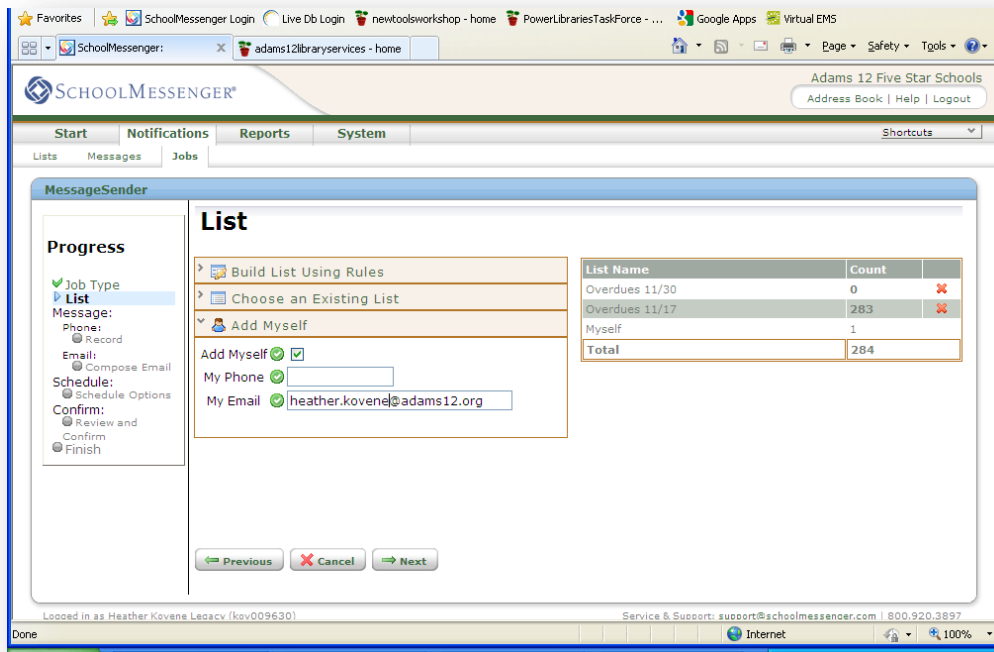 Favorites SchoolMessenger Login Live Db Login newtoolsworkshop - home PowerLibrariesTaskForce - ... Google Apps Virtual EMS
SchoolMessenger: X adams12libraryservices - home Page Safety Tools
SCHOOLMESSENGER®
Adams 12 Five Star Schools
Address Book | Help | Logout
Start Notifications Reports System Shortcuts
Lists Messages Jobs
MessageSender
Progress
Job Type
List
Message:
Phone:
Record
Email:
Compose Email
Schedule:
Schedule Options
Confirm:
Review and
Confirm
Finish
List
Build List Using Rules
Choose an Existing List
Add Myself
Add Myself
My Phone
My Email heather.kovene@adams12.org
List Name Count
Overdues 11/30 0
Overdues 11/17 283
Myself 1
Total 284
Previous Cancel Next
Logged in as Heather Kovene Legacy (kov009630) Service & Support: support@schoolmessenger.com | 800.920.3897
Done Internet 100%